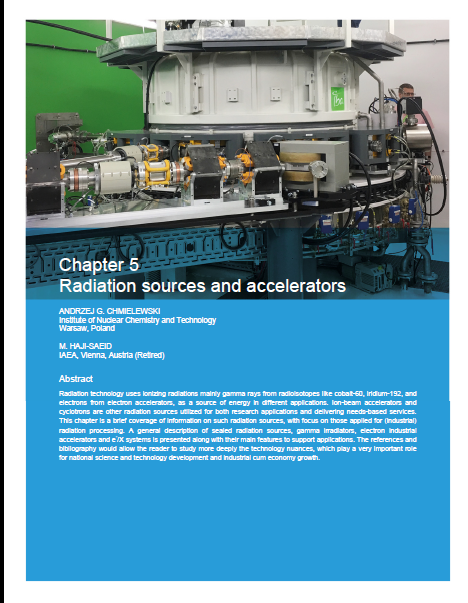 Chapter 5
Radiation sources and accelerators
ANDRZEJ G. CHMIELEWSKI
Institute of Nuclear Chemistry and Technology
Warsaw, Poland
M. HAJI-SAEID
IAEA, Vienna, Austria (Retired)
Abstract
Radiation technology uses ionizing radiations mainly gamma rays from radioisotopes like cobalt-60, iridium-192, and
electrons from electron accelerators, as a source of energy in different applications. Ion-beam accelerators and
cyclotrons are other radiation sources utilized for both research applications and delivering needs-based services.
This chapter is a brief coverage of information on such radiation sources, with focus on those applied for (industrial)
radiation processing. A general description of sealed radiation sources, gamma irradiators, electron industrial
accelerators and e⁻/X systems is presented along with their main features to support applications. The references and
bibliography would allow the reader to study more deeply the technology nuances, which play a very important role
for national science and technology development and industrial cum economy growth.